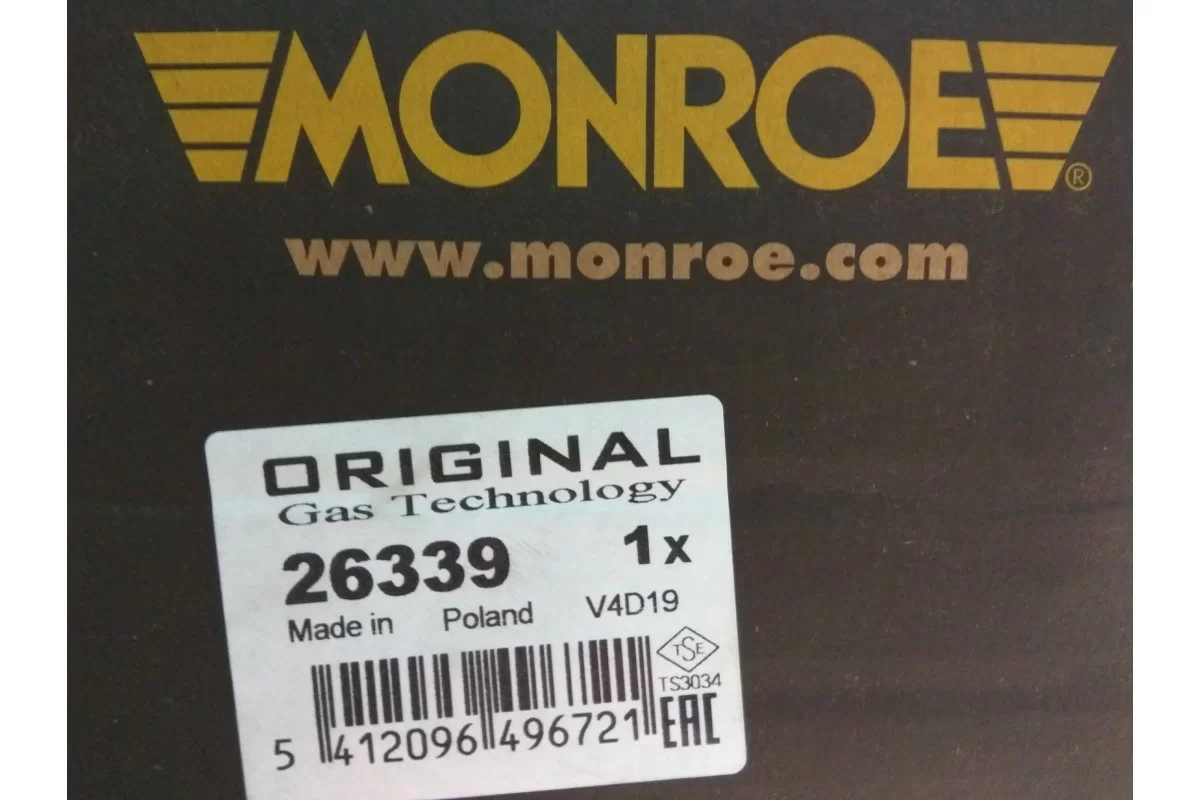 MONROE®
www.monroe.com
ORIGINAL
Gas Technology
26339 1x
Made in Poland V4D19
TSE
TS3034
5 412096 496721 EAC